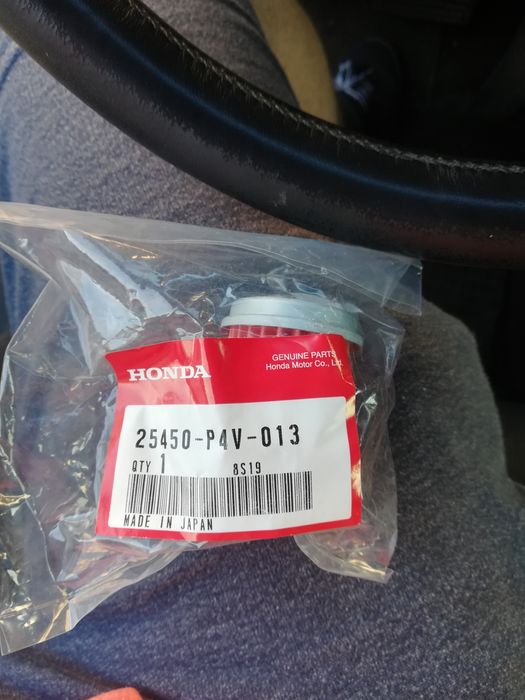 GENUINE PARTS
HONDA
Honda Motor Co., Ltd.
25450-P4V-013
QTY 1 8S19
MADE IN JAPAN